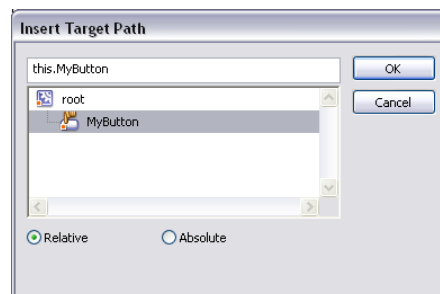 Insert Target Path
this.MyButton
OK
root
Cancel
MyButton
Relative Absolute